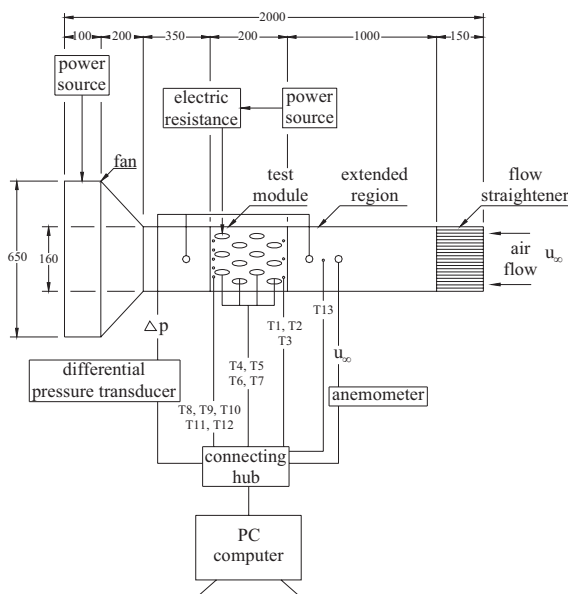 2000
100 200 350 200 1000 150
power
source
electric
resistance
power
source
fan
test
module
extended
region
flow
straightener
650
160
air
flow
u∞
T13
△p
T1, T2
T3
u∞
T4, T5
T6, T7
differential
pressure transducer
anemometer
T8, T9, T10
T11, T12
connecting
hub
PC
computer